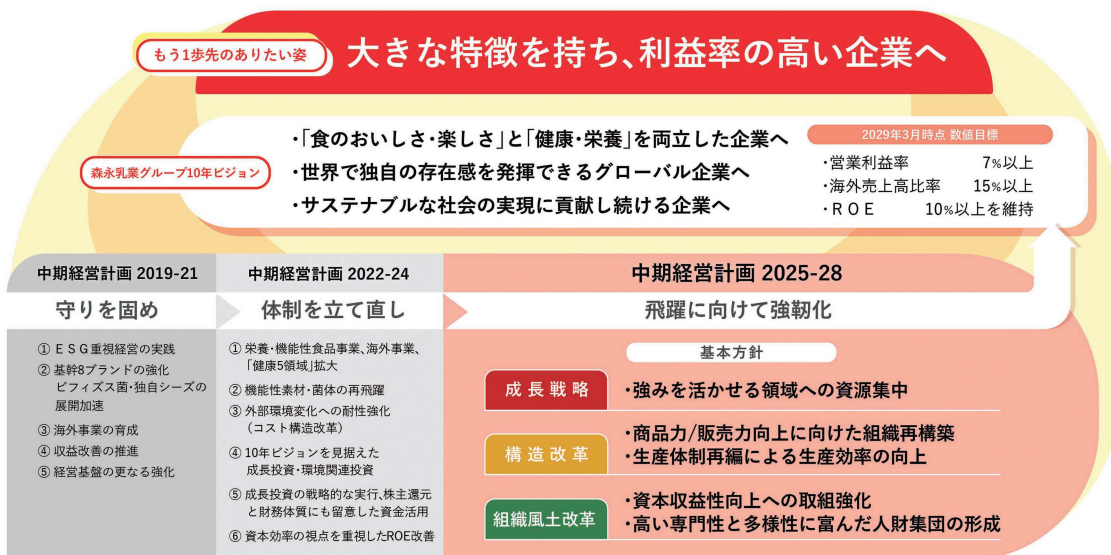 もう1歩先のありたい姿
大きな特徴を持ち、利益率の高い企業へ
森永乳業グループ10年ビジョン
・「食のおいしさ・楽しさ」と「健康・栄養」を両立した企業へ
・世界で独自の存在感を発揮できるグローバル企業へ
・サステナブルな社会の実現に貢献し続ける企業へ
2029年3月時点 数値目標
・営業利益率 7%以上
・海外売上高比率 15%以上
・ＲＯＥ 10%以上を維持
中期経営計画 2019-21
守りを固め
① ＥＳＧ重視経営の実践
② 基幹8ブランドの強化
ビフィズス菌・独自シーズの
展開加速
③ 海外事業の育成
④ 収益改善の推進
⑤ 経営基盤の更なる強化
中期経営計画 2022-24
体制を立て直し
① 栄養・機能性食品事業、海外事業、
「健康5領域」拡大
② 機能性素材・菌体の再飛躍
③ 外部環境変化への耐性強化
（コスト構造改革）
④ 10年ビジョンを見据えた
成長投資・環境関連投資
⑤ 成長投資の戦略的な実行、株主還元
と財務体質にも留意した資金活用
⑥ 資本効率の視点を重視したROE改善
中期経営計画 2025-28
飛躍に向けて強靭化
基本方針
成長戦略
・強みを活かせる領域への資源集中
構造改革
・商品力/販売力向上に向けた組織再構築
・生産体制再編による生産効率の向上
組織風土改革
・資本収益性向上への取組強化
・高い専門性と多様性に富んだ人財集団の形成